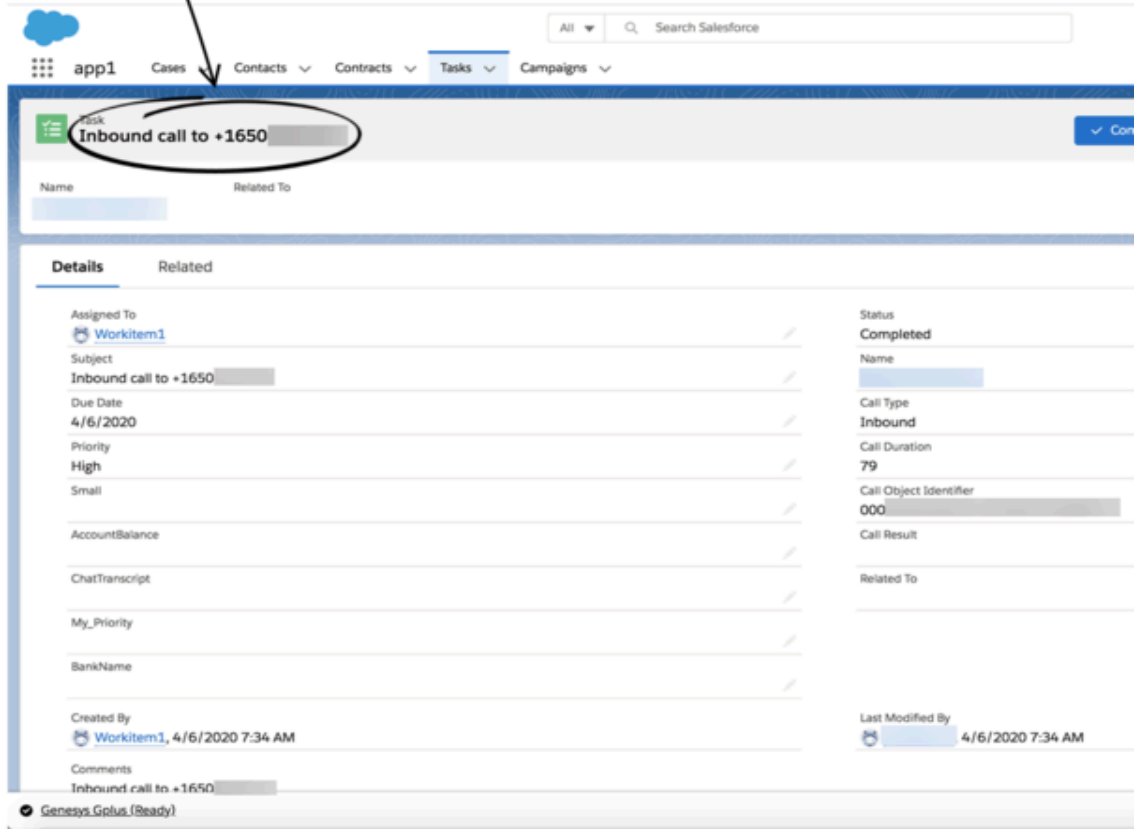 All Search Salesforce
app1 Cases Contacts Contracts Tasks Campaigns
Task
Inbound call to +1650
Name Related To
Details Related
Assigned To
Workitem1
Subject
Inbound call to +1650
Due Date
4/6/2020
Priority
High
Small
AccountBalance
ChatTranscript
My_Priority
BankName
Created By
Workitem1, 4/6/2020 7:34 AM
Comments
Inbound call to +1650
Status
Completed
Name
Call Type
Inbound
Call Duration
79
Call Object Identifier
000
Call Result
Related To
Last Modified By
4/6/2020 7:34 AM
Genesys Gplus (Ready)